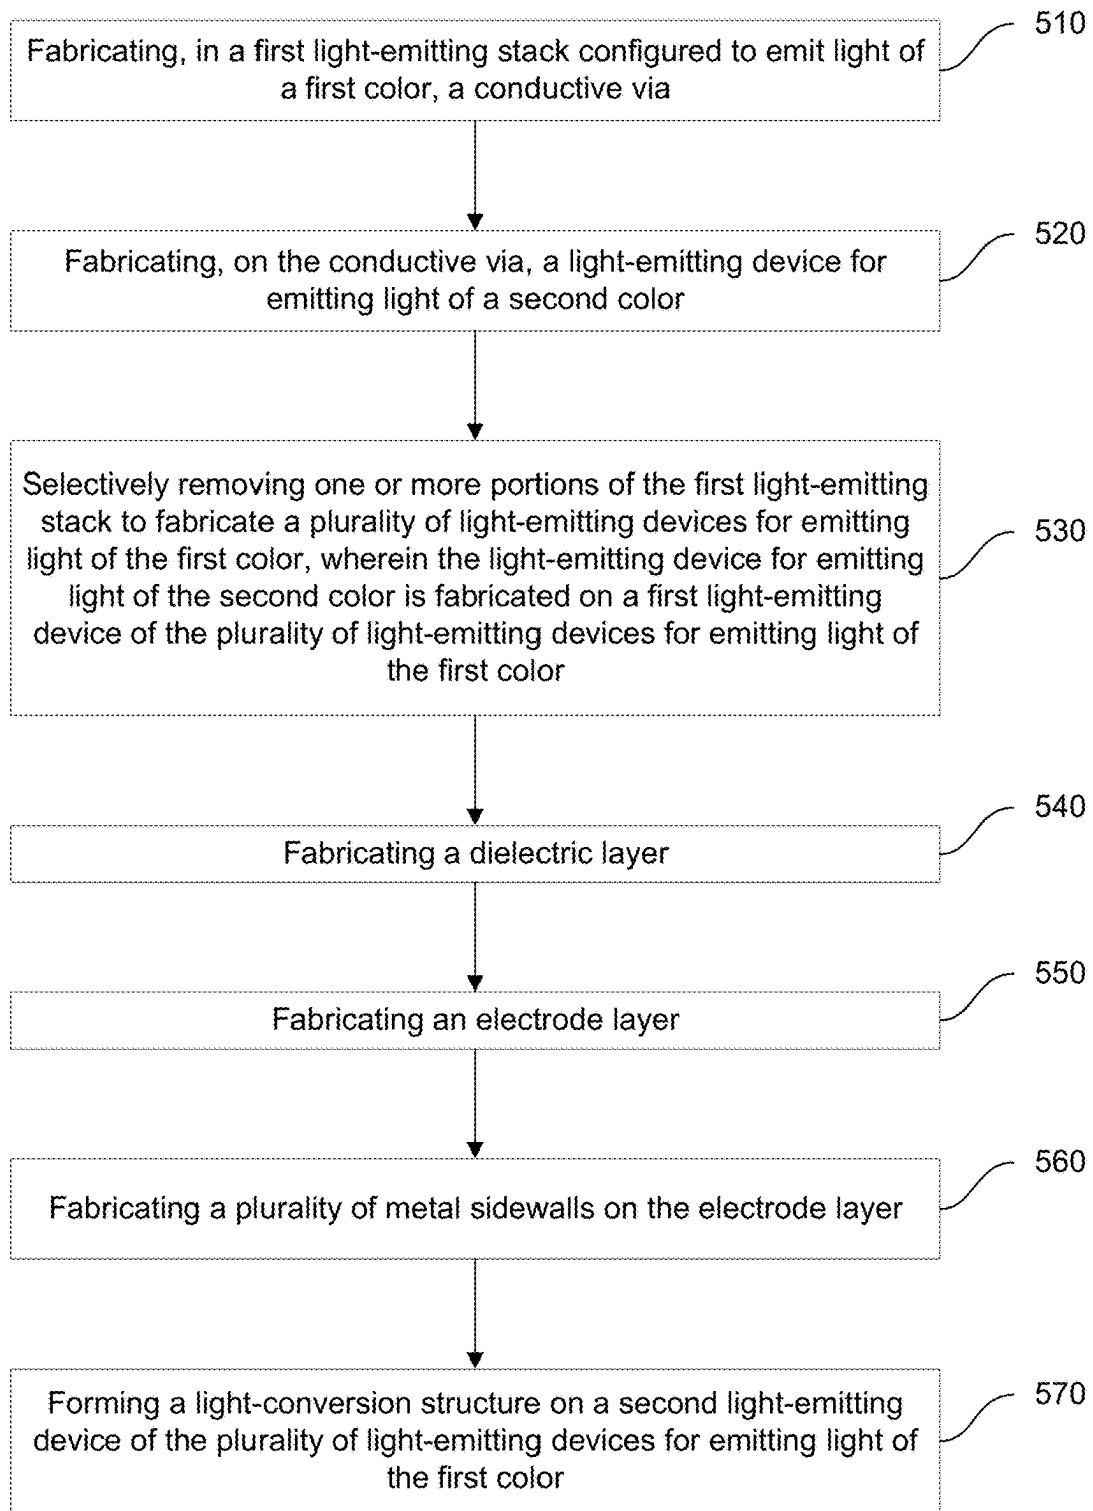 510
Fabricating, in a first light-emitting stack configured to emit light of
a first color, a conductive via
520
Fabricating, on the conductive via, a light-emitting device for
emitting light of a second color
530
Selectively removing one or more portions of the first light-emitting
stack to fabricate a plurality of light-emitting devices for emitting
light of the first color, wherein the light-emitting device for emitting
light of the second color is fabricated on a first light-emitting
device of the plurality of light-emitting devices for emitting light of
the first color
540
Fabricating a dielectric layer
550
Fabricating an electrode layer
560
Fabricating a plurality of metal sidewalls on the electrode layer
570
Forming a light-conversion structure on a second light-emitting
device of the plurality of light-emitting devices for emitting light of
the first color